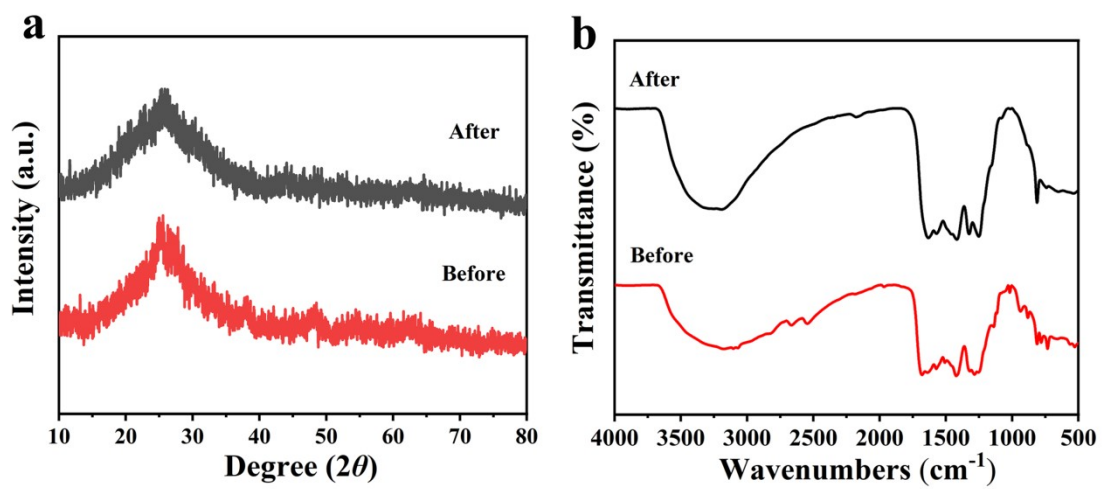 a
After
Before
Intensity (a.u.)
10 20 30 40 50 60 70 80
Degree (2θ)
b
After
Before
Transmittance (%)
4000 3500 3000 2500 2000 1500 1000 500
Wavenumbers (cm⁻¹)